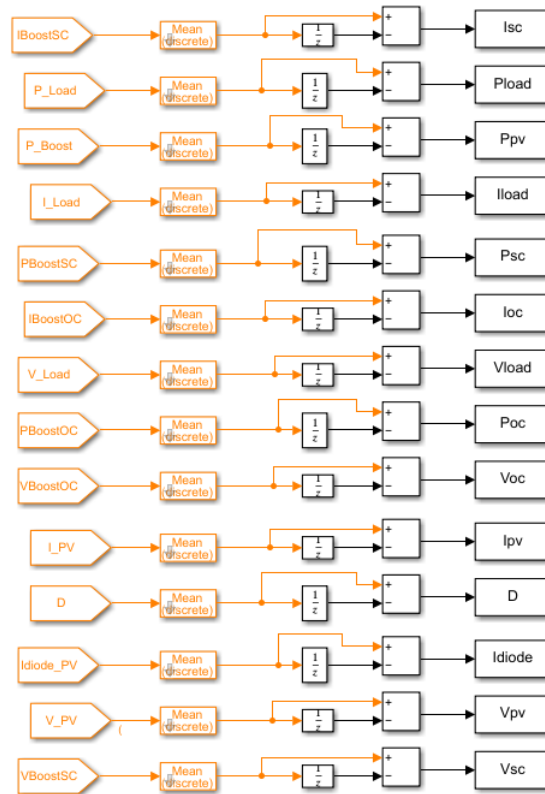 IBoostSC Mean (discrete) 1/z + − Isc
P_Load Mean (discrete) 1/z + − Pload
P_Boost Mean (discrete) 1/z + − Ppv
I_Load Mean (discrete) 1/z + − Iload
PBoostSC Mean (discrete) 1/z + − Psc
IBoostOC Mean (discrete) 1/z + − Ioc
V_Load Mean (discrete) 1/z + − Vload
PBoostOC Mean (discrete) 1/z + − Poc
VBoostOC Mean (discrete) 1/z + − Voc
I_PV Mean (discrete) 1/z + − Ipv
D Mean (discrete) 1/z + − D
Idiode_PV Mean (discrete) 1/z + − Idiode
V_PV ( Mean (discrete) 1/z + − Vpv
VBoostSC Mean (discrete) 1/z + − Vsc